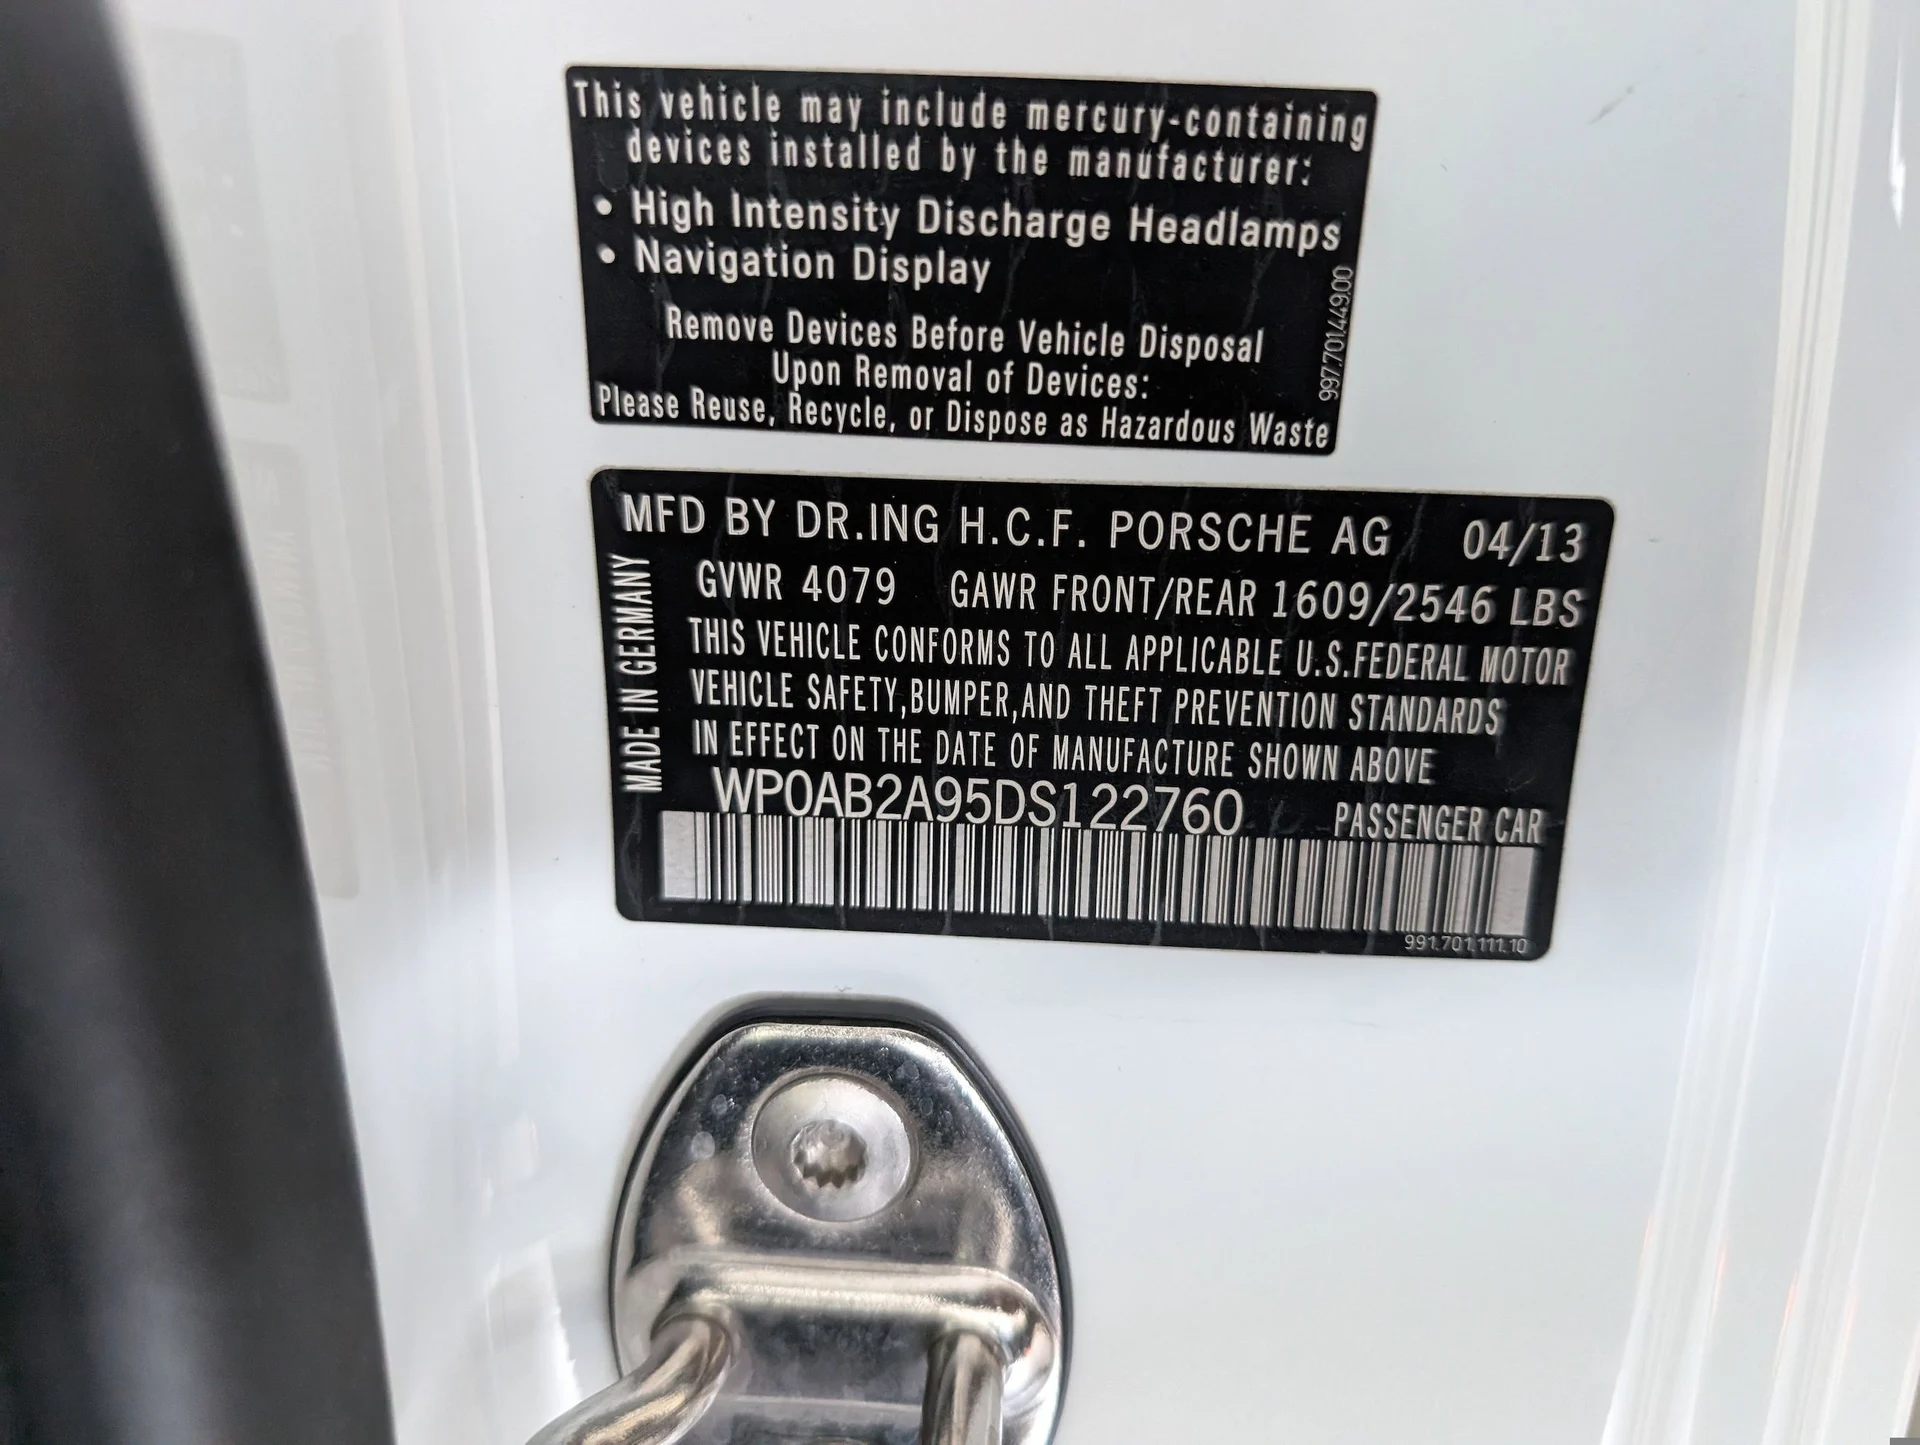 This vehicle may include mercury-containing
devices installed by the manufacturer:
• High Intensity Discharge Headlamps
• Navigation Display
Remove Devices Before Vehicle Disposal
Upon Removal of Devices:
Please Reuse, Recycle, or Dispose as Hazardous Waste
997.701.449.00
MFD BY DR.ING H.C.F. PORSCHE AG 04/13
GVWR 4079 GAWR FRONT/REAR 1609/2546 LBS
THIS VEHICLE CONFORMS TO ALL APPLICABLE U.S.FEDERAL MOTOR
VEHICLE SAFETY,BUMPER,AND THEFT PREVENTION STANDARDS
IN EFFECT ON THE DATE OF MANUFACTURE SHOWN ABOVE
MADE IN GERMANY
WP0AB2A95DS122760 PASSENGER CAR
991.701.111.10